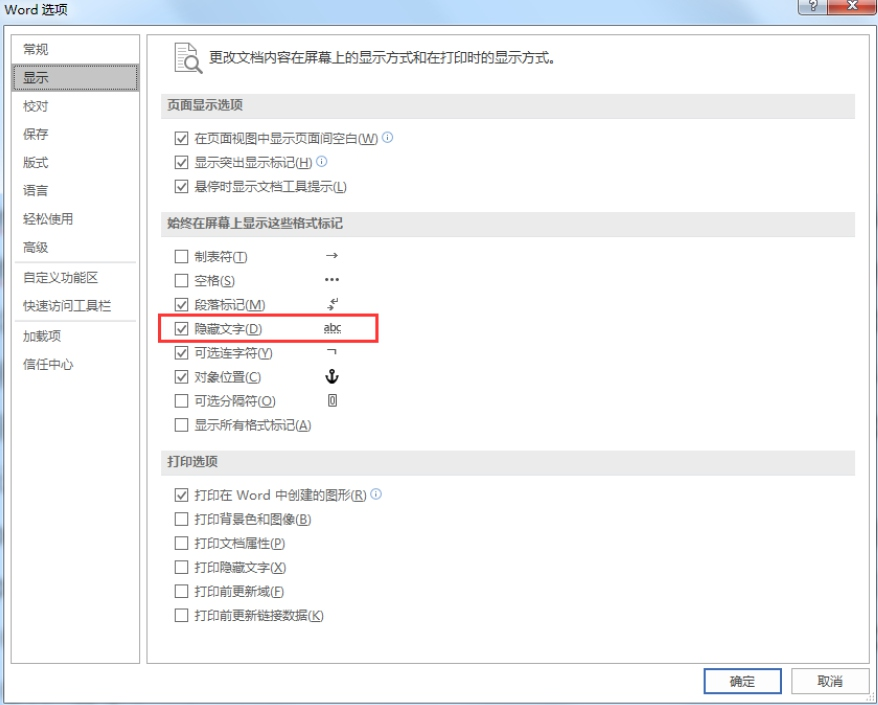 Word 选项
常规
显示
校对
保存
版式
语言
轻松使用
高级
自定义功能区
快速访问工具栏
加载项
信任中心
更改文档内容在屏幕上的显示方式和在打印时的显示方式。
页面显示选项
在页面视图中显示页面间空白(W)
显示突出显示标记(H)
悬停时显示文档工具提示(L)
始终在屏幕上显示这些格式标记
制表符(T) →
空格(S) •••
段落标记(M)
隐藏文字(D) abc
可选连字符(Y) ¬
对象位置(C)
可选分隔符(O)
显示所有格式标记(A)
打印选项
打印在 Word 中创建的图形(R)
打印背景色和图像(B)
打印文档属性(P)
打印隐藏文字(X)
打印前更新域(F)
打印前更新链接数据(K)
确定 取消